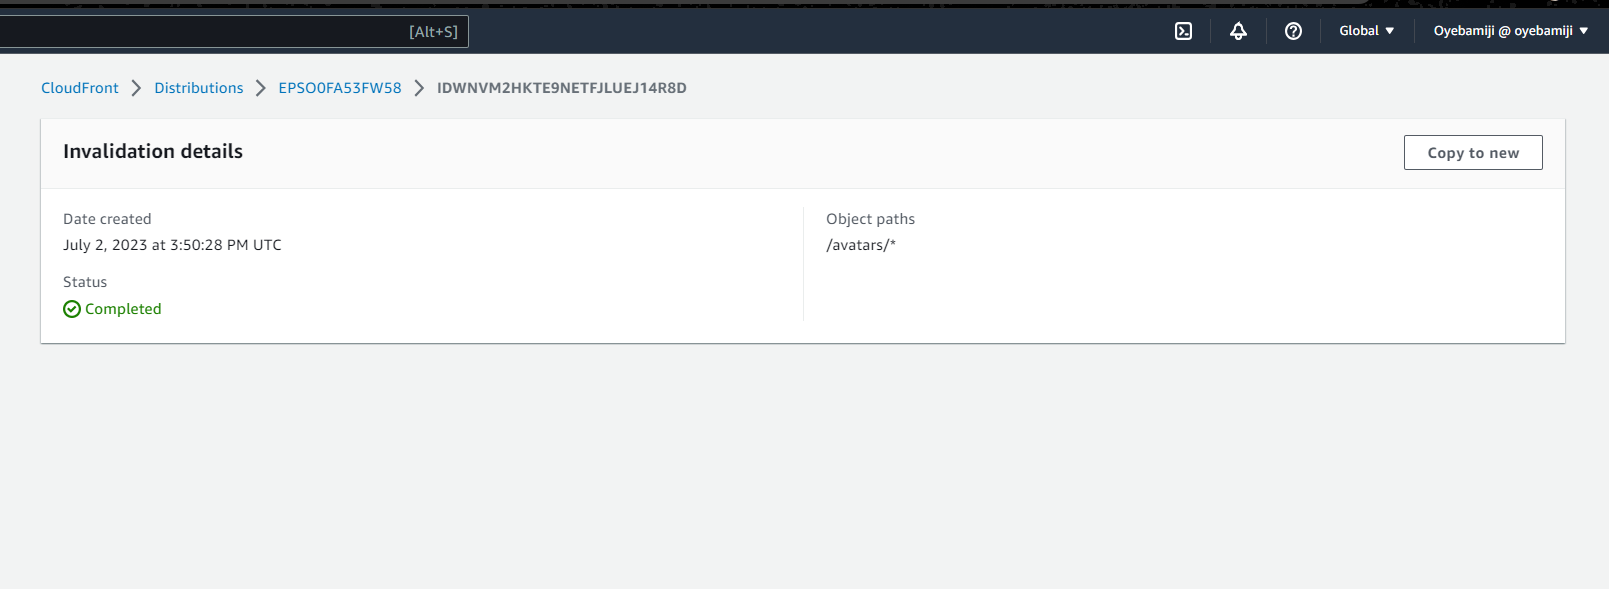 [Alt+S] Global Oyebamiji @ oyebamiji
CloudFront Distributions EPSO0FA53FW58 IDWNVM2HKTE9NETFJLUEJ14R8D
Invalidation details
Copy to new
Date created
July 2, 2023 at 3:50:28 PM UTC
Status
Completed
Object paths
/avatars/*